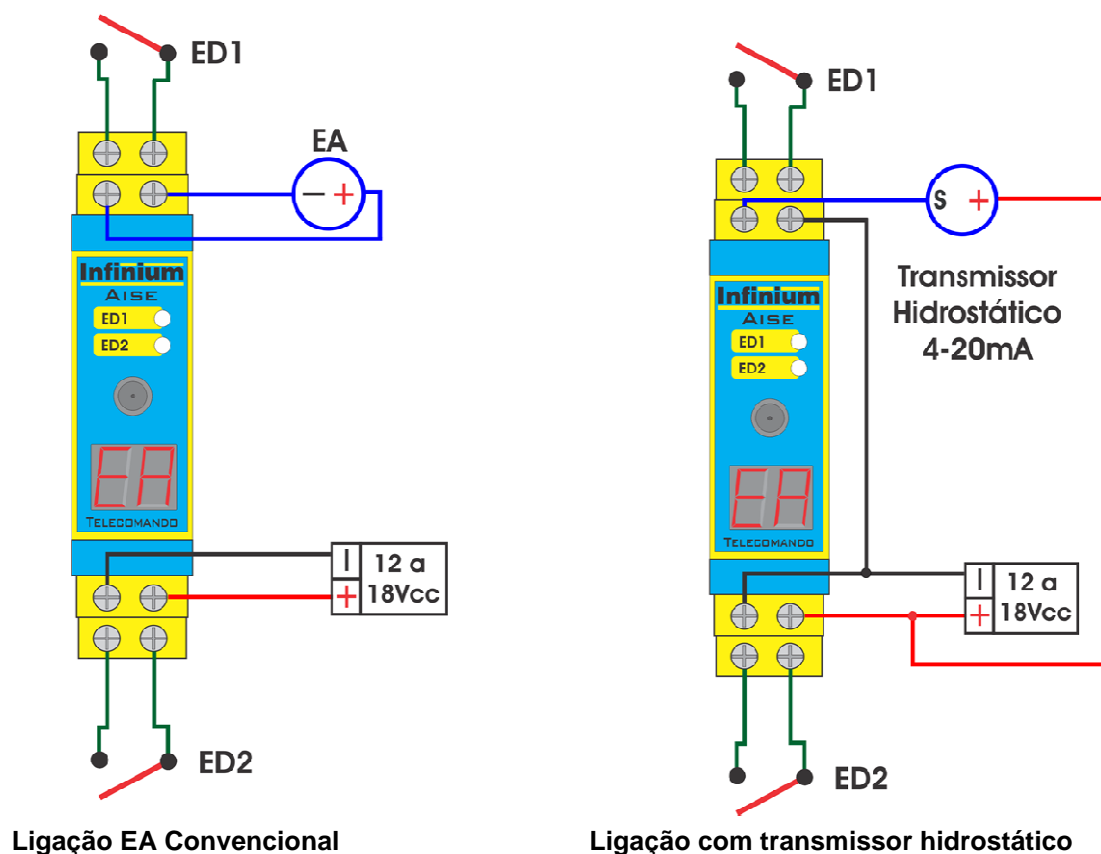 ED1
EA
– +
Infinium
AISE
ED1
ED2
EA
TELECOMANDO
12 a
18Vcc
+
ED2
Ligação EA Convencional
ED1
S +
Transmissor
Hidrostático
4-20mA
Infinium
AISE
ED1
ED2
EA
TELECOMANDO
12 a
18Vcc
+
ED2
Ligação com transmissor hidrostático